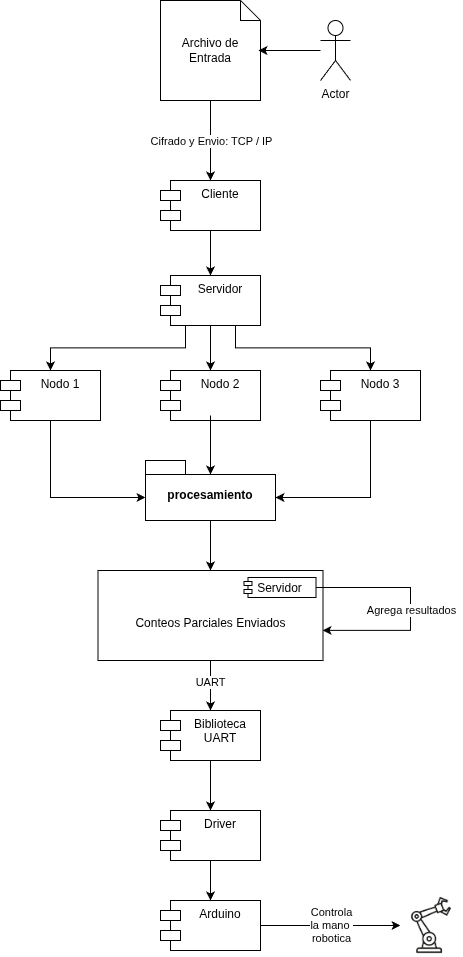 Archivo de
Entrada
Actor
Cifrado y Envio: TCP / IP
Cliente
Servidor
Nodo 1
Nodo 2
Nodo 3
procesamiento
Servidor
Conteos Parciales Enviados
Agrega resultados
UART
Biblioteca
UART
Driver
Arduino
Controla
la mano
robotica